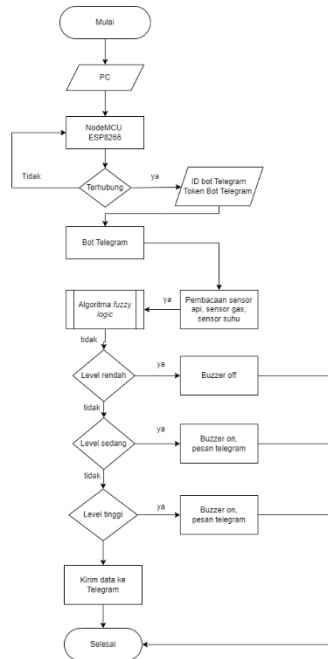 Mulai
PC
NodeMCU
ESP8266
Tidak
Terhubung
ya
ID bot Telegram
Token Bot Telegram
Bot Telegram
Algoritma fuzzy
logic
ya
Pembacaan sensor
api, sensor gas,
sensor suhu
tidak
Level rendah
ya
Buzzer off
tidak
Level sedang
ya
Buzzer on,
pesan telegram
tidak
Level tinggi
ya
Buzzer on,
pesan telegram
Kirim data ke
Telegram
Selesai